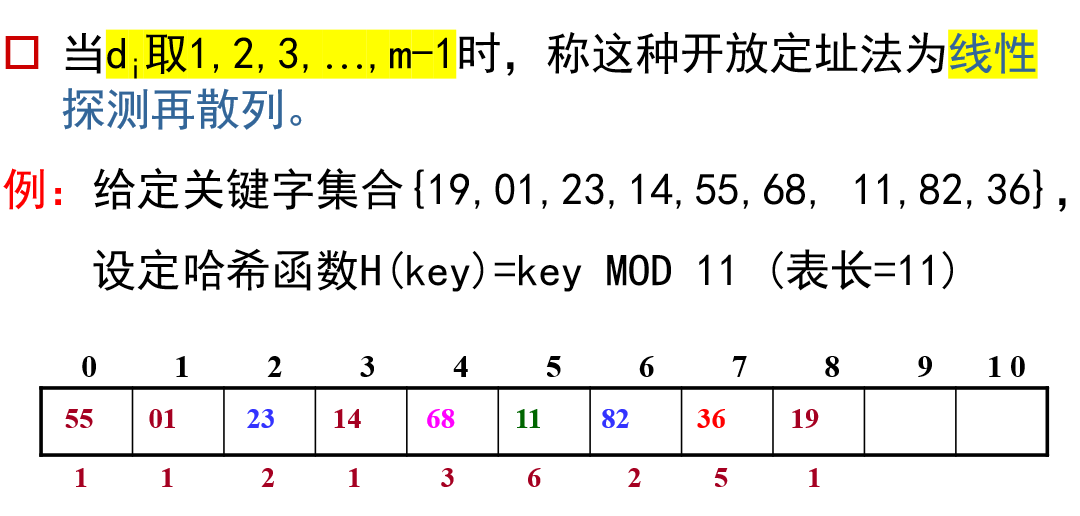 当di取1,2,3,…,m-1时，称这种开放定址法为线性
探测再散列。
例：给定关键字集合{19,01,23,14,55,68, 11,82,36}，
设定哈希函数H(key)=key MOD 11 (表长=11)
0 1 2 3 4 5 6 7 8 9 10
55 01 23 14 68 11 82 36 19
1 1 2 1 3 6 2 5 1